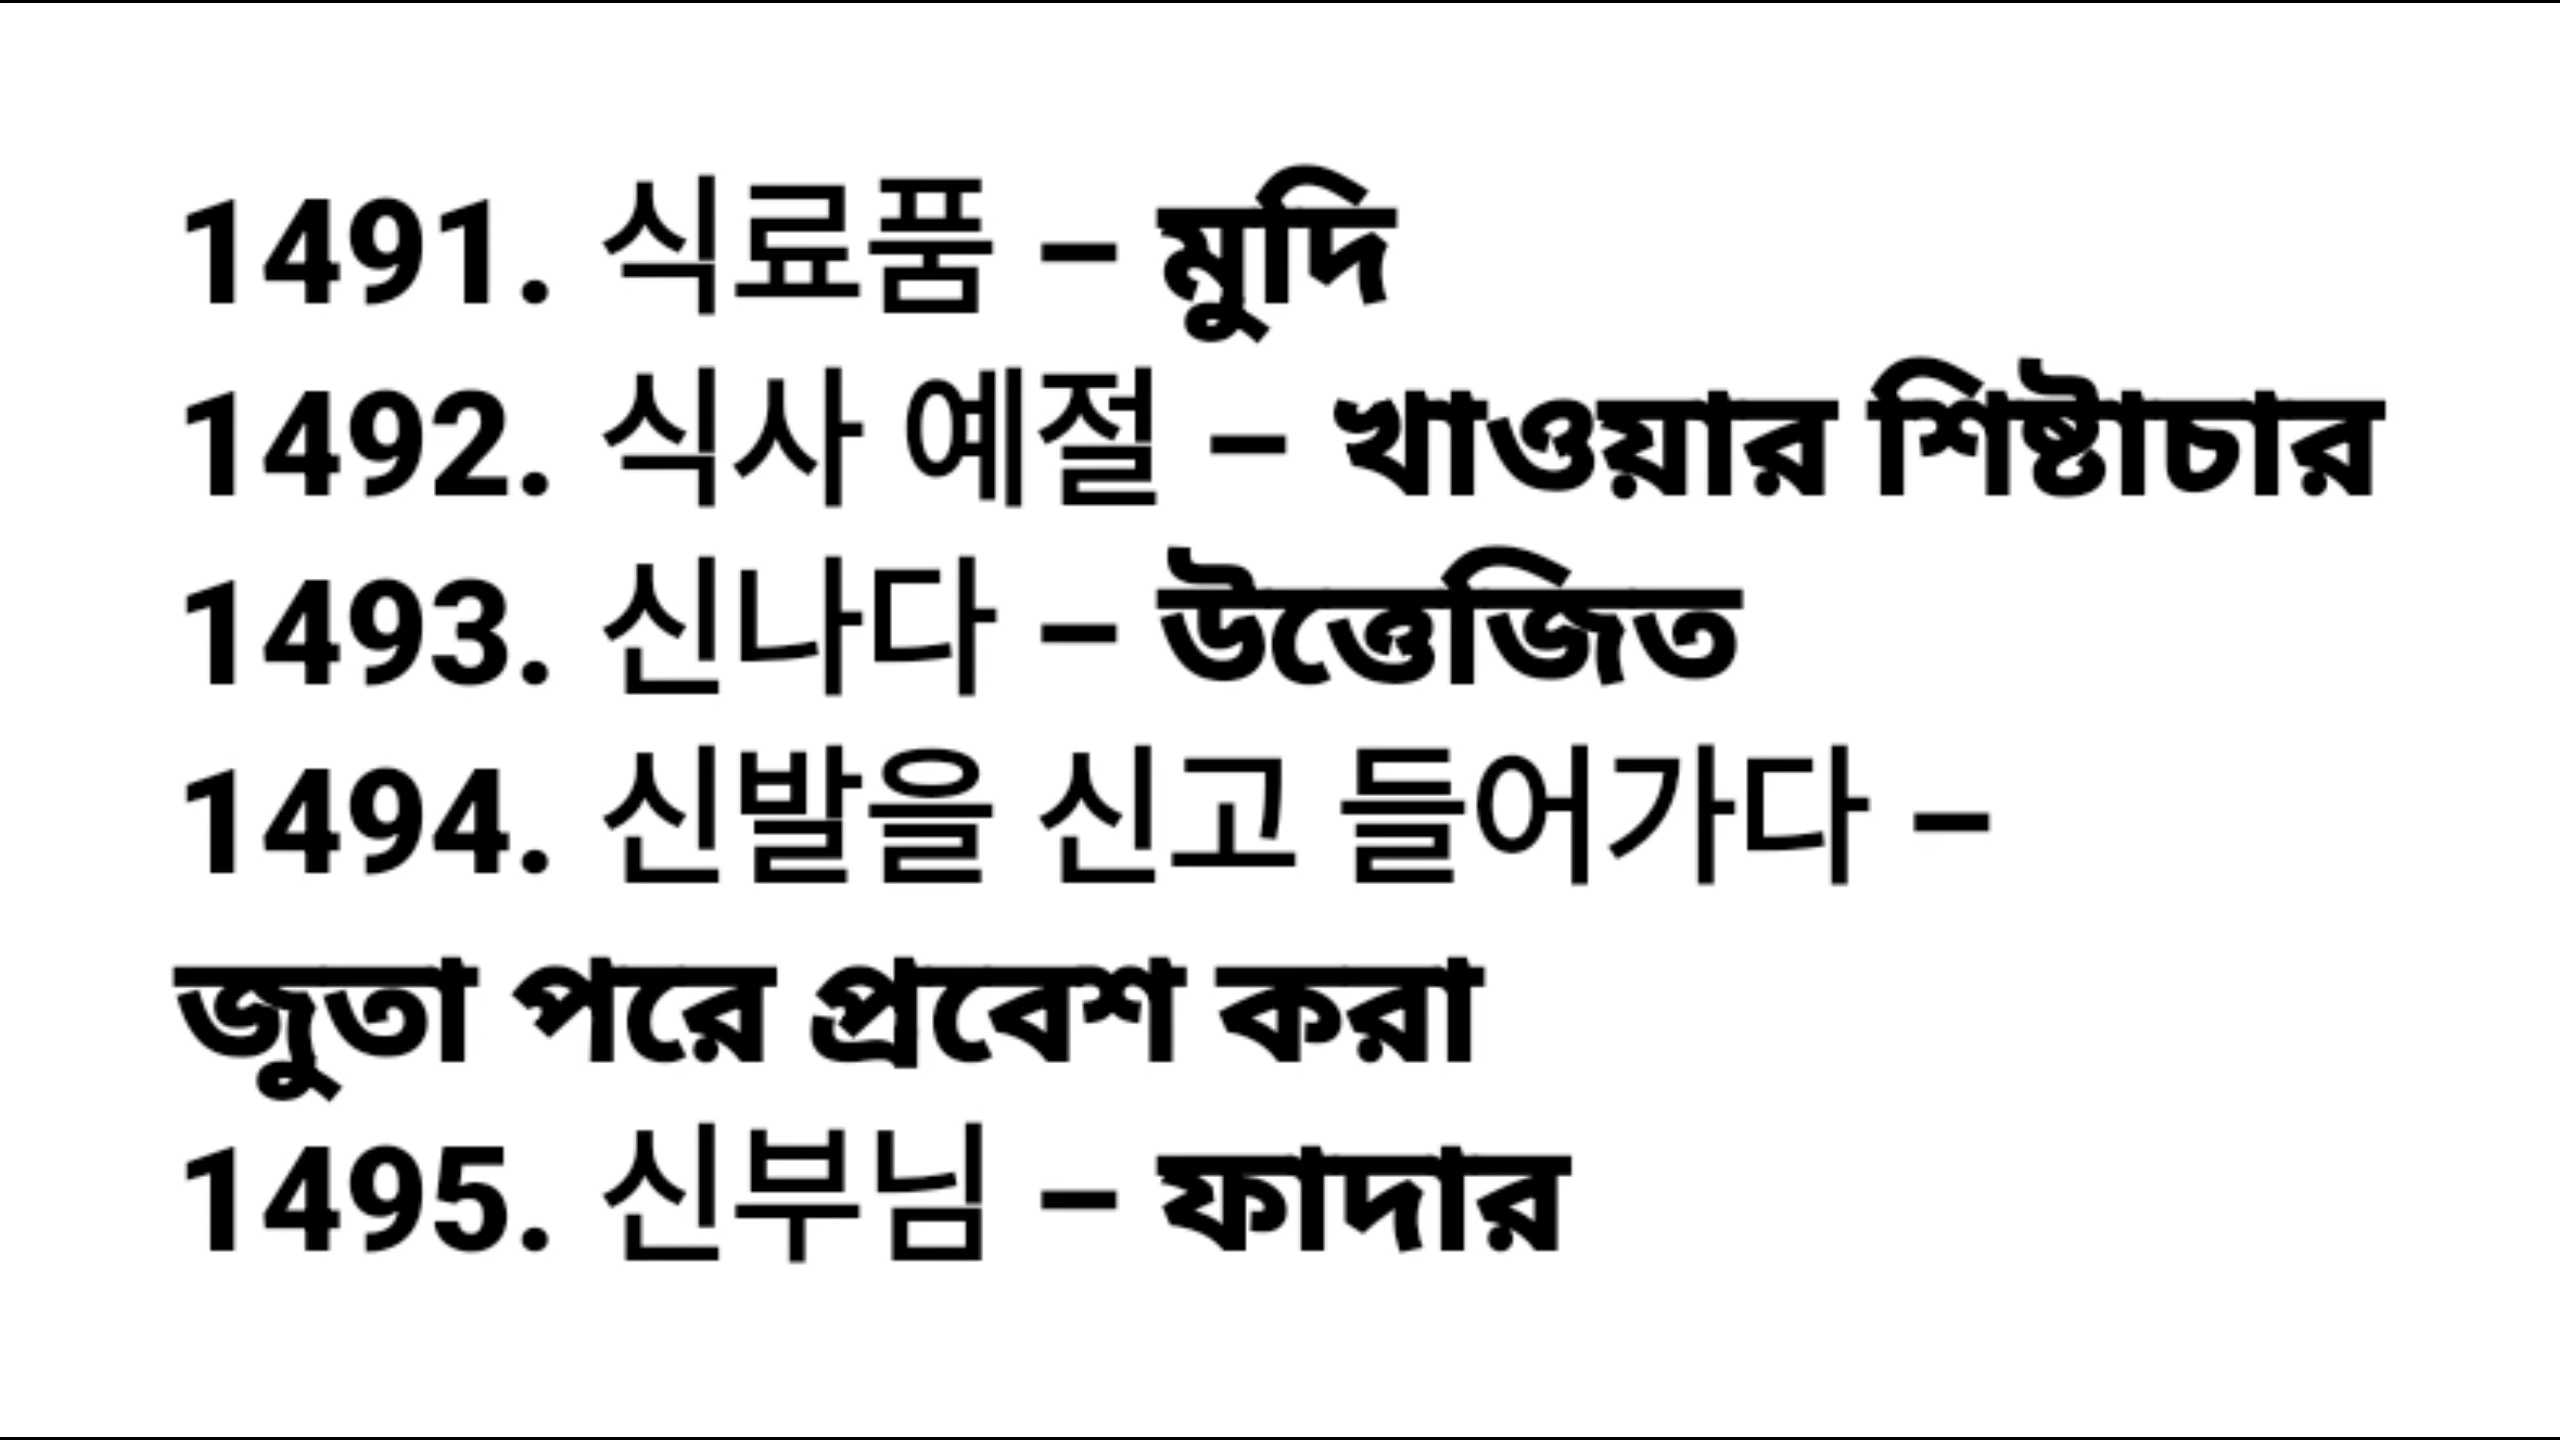 1491. 식료품 – মুদি
1492. 식사 예절 – খাওয়ার শিষ্টাচার
1493. 신나다 – উত্তেজিত
1494. 신발을 신고 들어가다 –
জুতা পরে প্রবেশ করা
1495. 신부님 – ফাদার